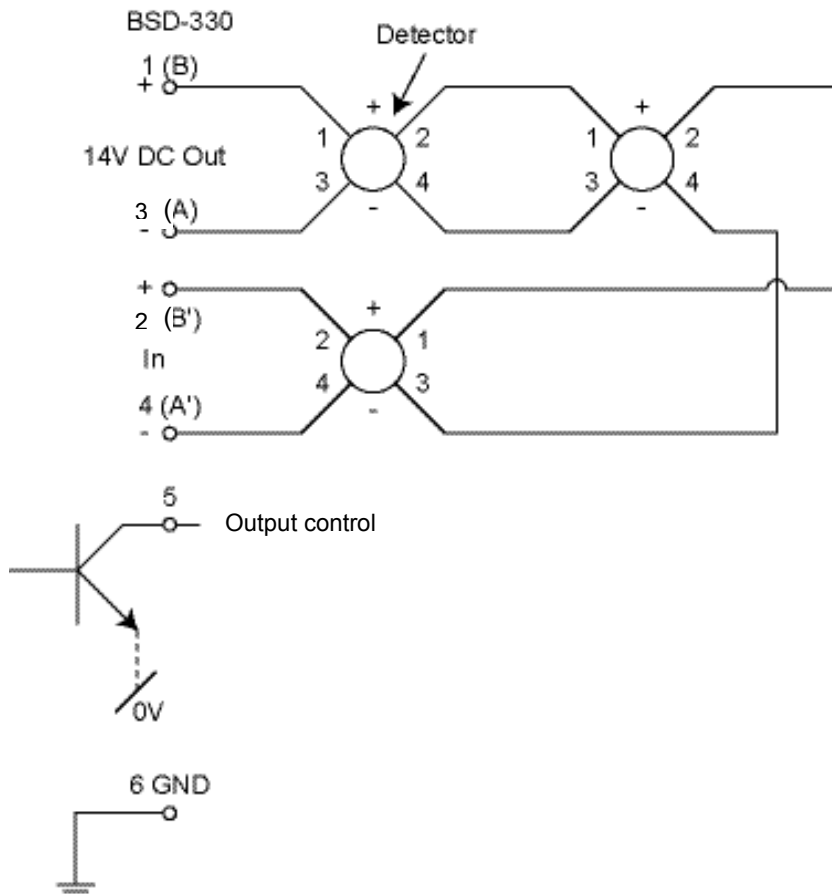 BSD-330
Detector
1 (B)
+
+
+
1
2
1
2
14V DC Out
3
4
3
4
3 (A)
-
-
-
+
2 (B')
+
2
1
In
4
3
4 (A')
-
-
5
Output control
0V
6 GND